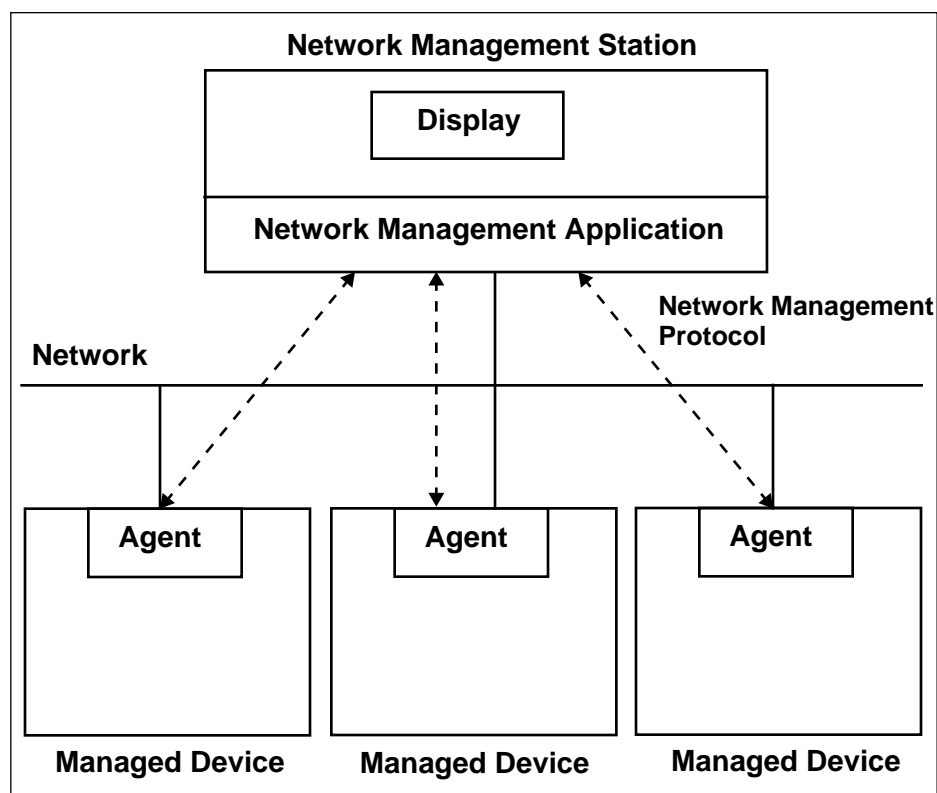 Network Management Station
Display
Network Management Application
Network Management
Protocol
Network
Agent
Agent
Agent
Managed Device
Managed Device
Managed Device